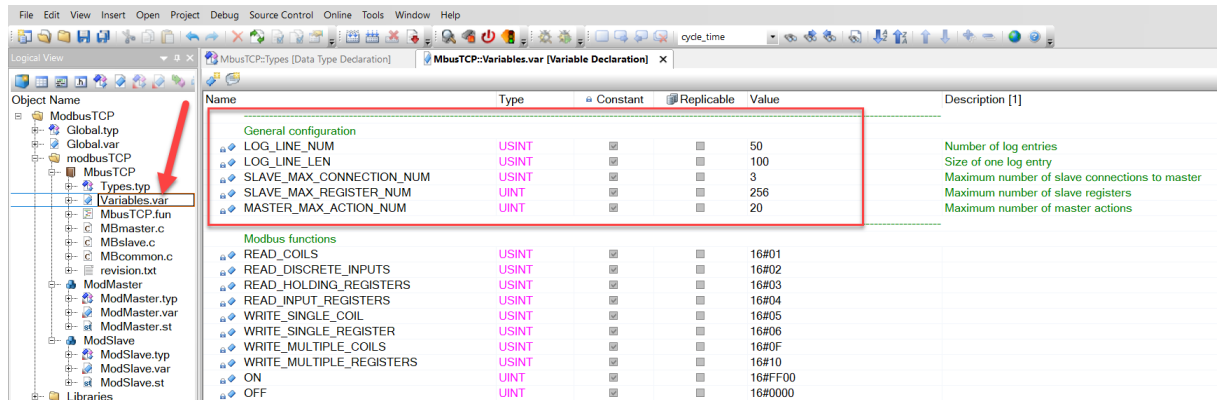 File Edit View Insert Open Project Debug Source Control Online Tools Window Help
cycle_time
Logical View
MbusTCP::Types [Data Type Declaration] MbusTCP::Variables.var [Variable Declaration] X
Object Name
ModbusTCP
Global.typ
Global.var
modbusTCP
MbusTCP
Types.typ
Variables.var
MbusTCP.fun
MBmaster.c
MBslave.c
MBcommon.c
revision.txt
ModMaster
ModMaster.typ
ModMaster.var
ModMaster.st
ModSlave
ModSlave.typ
ModSlave.var
ModSlave.st
Libraries
Name Type Constant Replicable Value Description [1]
General configuration
LOG_LINE_NUM USINT 50 Number of log entries
LOG_LINE_LEN USINT 100 Size of one log entry
SLAVE_MAX_CONNECTION_NUM USINT 3 Maximum number of slave connections to master
SLAVE_MAX_REGISTER_NUM UINT 256 Maximum number of slave registers
MASTER_MAX_ACTION_NUM UINT 20 Maximum number of master actions
Modbus functions
READ_COILS USINT 16#01
READ_DISCRETE_INPUTS USINT 16#02
READ_HOLDING_REGISTERS USINT 16#03
READ_INPUT_REGISTERS USINT 16#04
WRITE_SINGLE_COIL USINT 16#05
WRITE_SINGLE_REGISTER USINT 16#06
WRITE_MULTIPLE_COILS USINT 16#0F
WRITE_MULTIPLE_REGISTERS USINT 16#10
ON UINT 16#FF00
OFF UINT 16#0000